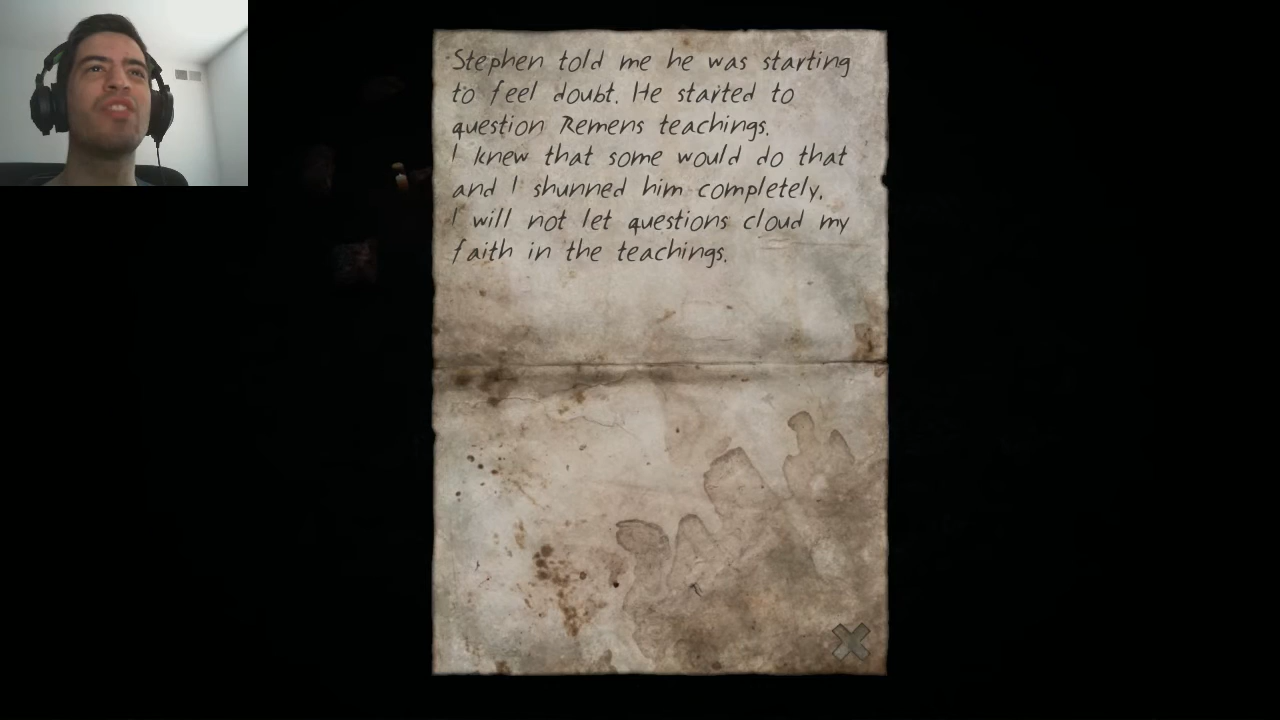 Stephen told me he was starting
to feel doubt. He started to
question Remens teachings.
I knew that some would do that
and I shunned him completely.
I will not let questions cloud my
faith in the teachings.